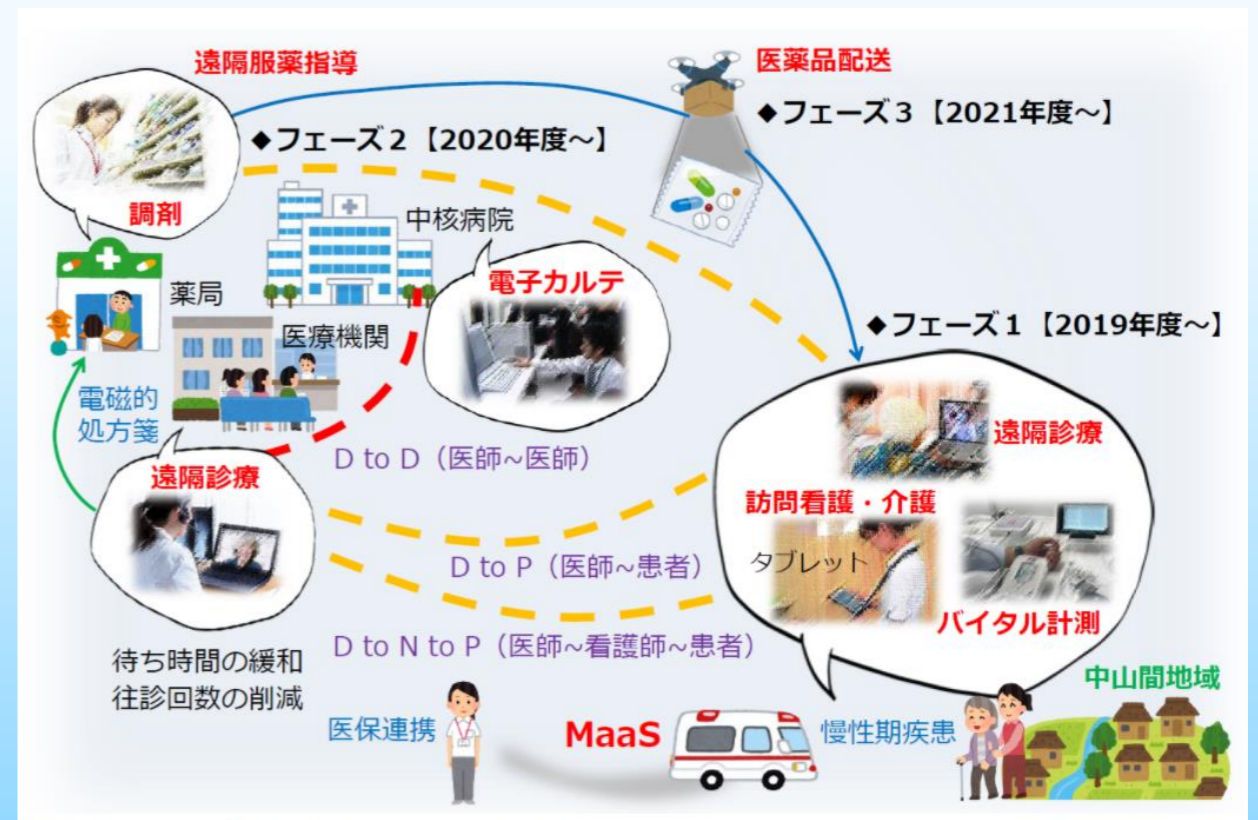 遠隔服薬指導
医薬品配送
◆フェーズ3【2021年度~】
◆フェーズ2【2020年度~】
調剤
中核病院
電子カルテ
薬局
医療機関
◆フェーズ1【2019年度~】
電磁的
処方箋
遠隔診療
D to D(医師~医師)
遠隔診療
訪問看護・介護
タブレット
D to P(医師~患者)
バイタル計測
D to N to P(医師~看護師~患者)
待ち時間の緩和
往診回数の削減
中山間地域
医保連携
MaaS
慢性期疾患